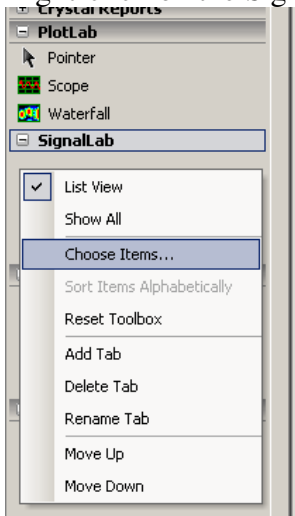 Crystal Reports
PlotLab
Pointer
Scope
Waterfall
SignalLab
List View
Show All
Choose Items...
Sort Items Alphabetically
Reset Toolbox
Add Tab
Delete Tab
Rename Tab
Move Up
Move Down